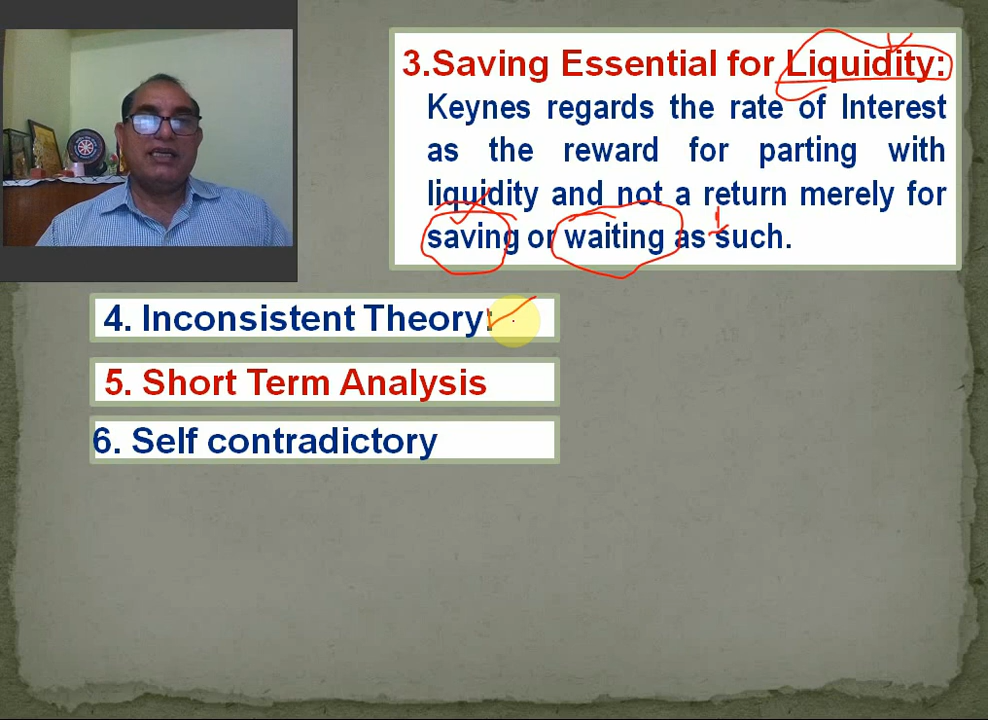 3.Saving Essential for Liquidity:
Keynes regards the rate of Interest
as the reward for parting with
liquidity and not a return merely for
saving or waiting as such.
4. Inconsistent Theory:
5. Short Term Analysis
6. Self contradictory